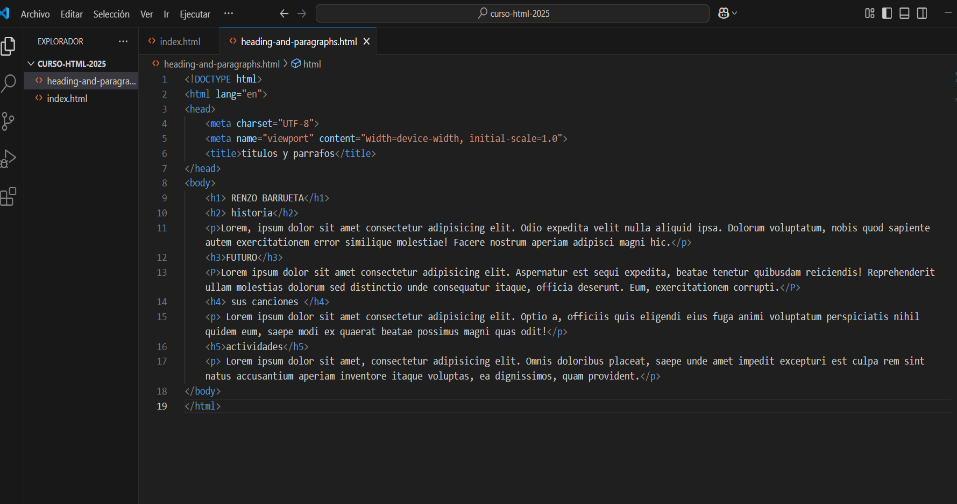 Archivo Editar Selección Ver Ir Ejecutar ··· curso-html-2025
EXPLORADOR ··· index.html heading-and-paragraphs.html
CURSO-HTML-2025
heading-and-paragra...
index.html
heading-and-paragraphs.html > html
1 <!DOCTYPE html>
2 <html lang="en">
3 <head>
4 <meta charset="UTF-8">
5 <meta name="viewport" content="width=device-width, initial-scale=1.0">
6 <title>titulos y parrafos</title>
7 </head>
8 <body>
9 <h1> RENZO BARRUETA</h1>
10 <h2> historia</h2>
11 <p>Lorem, ipsum dolor sit amet consectetur adipisicing elit. Odio expedita velit nulla aliquid ipsa. Dolorum voluptatum, nobis quod sapiente
autem exercitationem error similique molestiae! Facere nostrum aperiam adipisci magni hic.</p>
12 <h3>FUTURO</h3>
13 <P>Lorem ipsum dolor sit amet consectetur adipisicing elit. Aspernatur est sequi expedita, beatae tenetur quibusdam reiciendis! Reprehenderit
ullam molestias dolorum sed distinctio unde consequatur itaque, officia deserunt. Eum, exercitationem corrupti.</P>
14 <h4> sus canciones </h4>
15 <p> Lorem ipsum dolor sit amet consectetur adipisicing elit. Optio a, officiis quis eligendi eius fuga animi voluptatum perspiciatis nihil
quidem eum, saepe modi ex quaerat beatae possimus magni quas odit!</p>
16 <h5>actividades</h5>
17 <p> Lorem ipsum dolor sit amet, consectetur adipisicing elit. Omnis doloribus placeat, saepe unde amet impedit excepturi est culpa rem sint
natus accusantium aperiam inventore itaque voluptas, ea dignissimos, quam provident.</p>
18 </body>
19 </html>